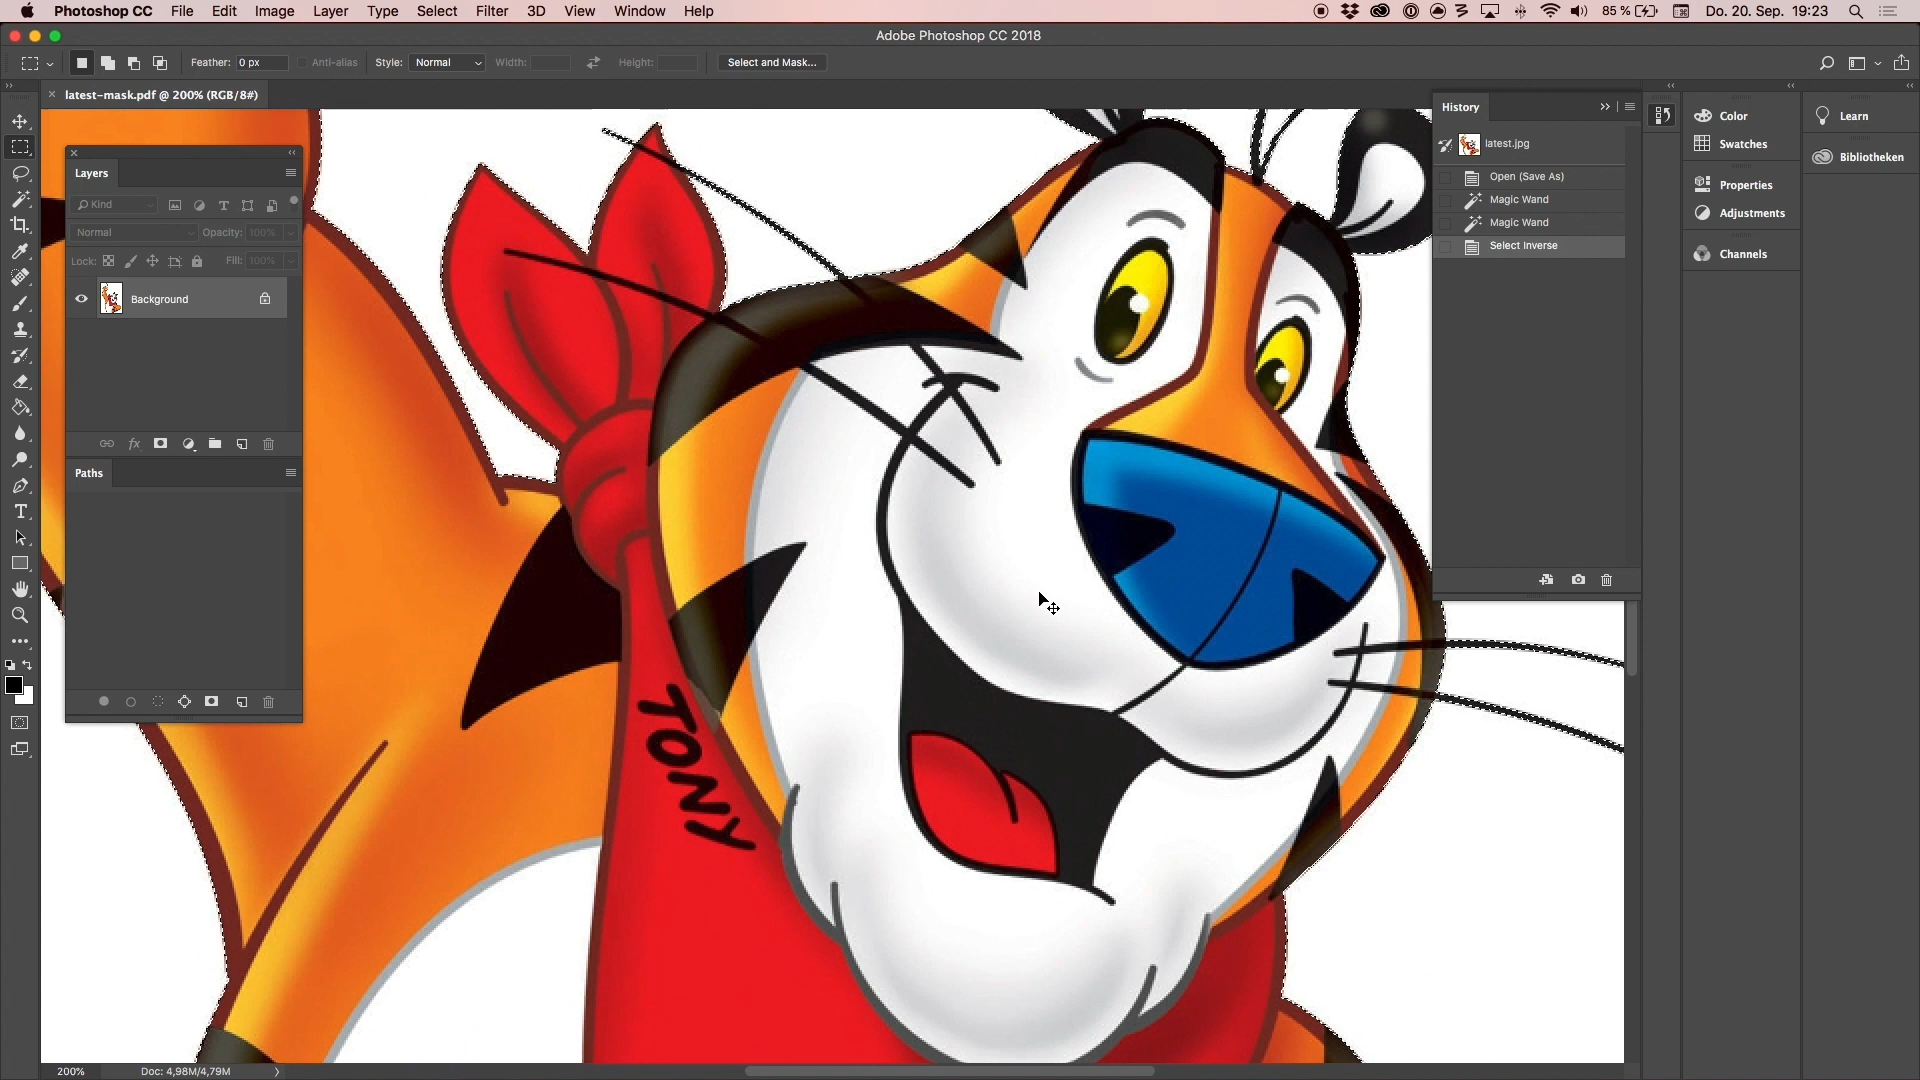 Photoshop CC File Edit Image Layer Type Select Filter 3D View Window Help 85 % Do. 20. Sep. 19:23
Adobe Photoshop CC 2018
Feather: 0 px Anti-alias Style: Normal Width: Height: Select and Mask...
latest-mask.pdf @ 200% (RGB/8#)
History
latest.jpg
Open (Save As)
Magic Wand
Magic Wand
Select Inverse
Color
Swatches
Properties
Adjustments
Channels
Learn
Bibliotheken
Layers
Kind
Normal Opacity: 100%
Lock: Fill: 100%
Background
fx
Paths
TONY
200% Doc: 4,98M/4,79M